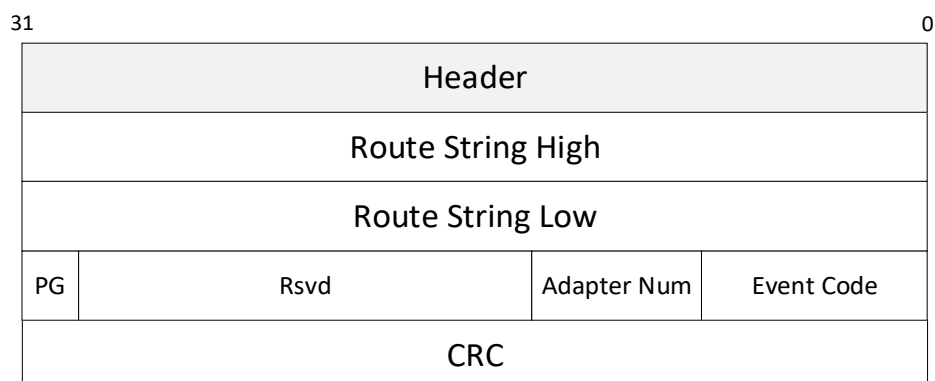 31 0
Header
Route String High
Route String Low
PG Rsvd Adapter Num Event Code
CRC